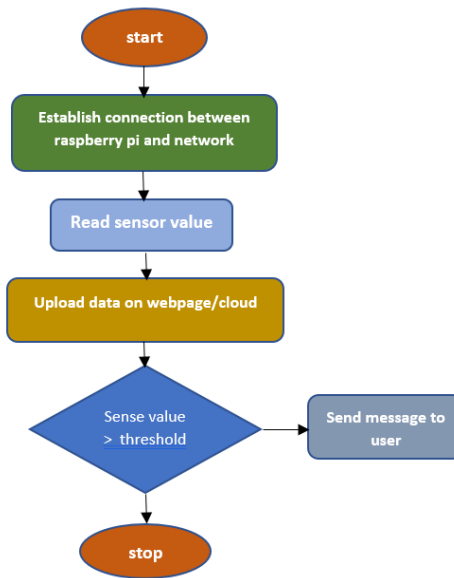 start
Establish connection between
raspberry pi and network
Read sensor value
Upload data on webpage/cloud
Sense value
> threshold
Send message to
user
stop